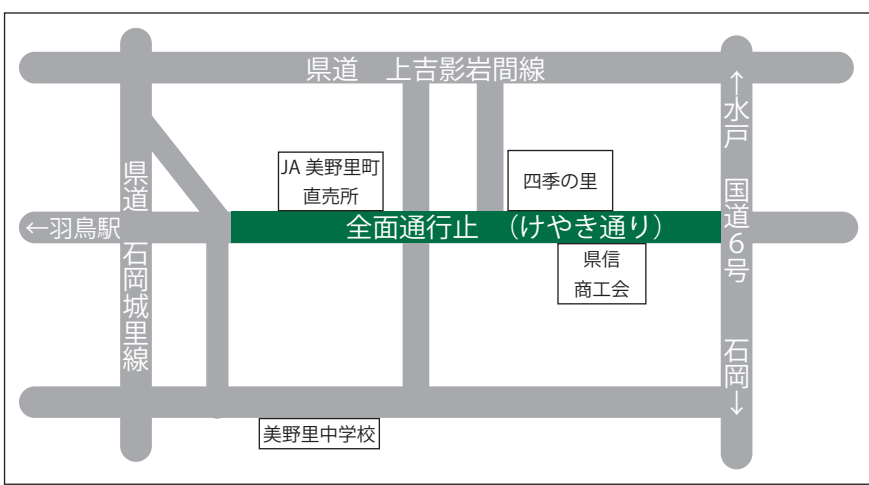 県道　上吉影岩間線
↑水戸　国道６号　石岡↓
JA 美野里町
直売所
四季の里
県道　石岡城里線
←羽鳥駅
全面通行止　（けやき通り）
県信
商工会
美野里中学校